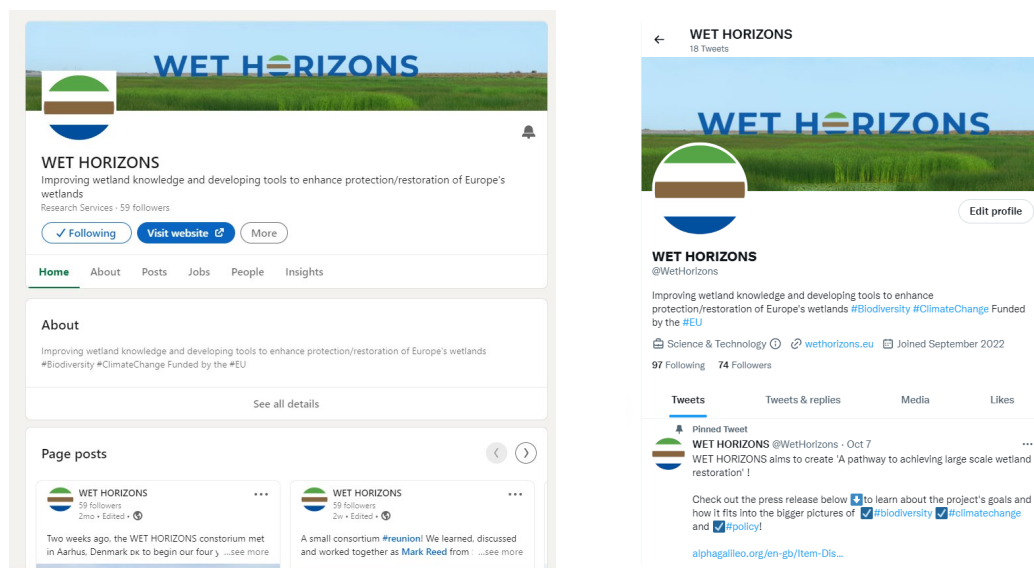 WET HORIZONS
WET HORIZONS
Improving wetland knowledge and developing tools to enhance protection/restoration of Europe's
wetlands
Research Services · 59 followers
✓ Following
Visit website
More
Home About Posts Jobs People Insights
About
Improving wetland knowledge and developing tools to enhance protection/restoration of Europe's wetlands
#Biodiversity #ClimateChange Funded by the #EU
See all details
Page posts
WET HORIZONS
59 followers
2mo • Edited •
Two weeks ago, the WET HORIZONS constorium met
in Aarhus, Denmark DK to begin our four y ...see more
WET HORIZONS
59 followers
2w • Edited •
A small consortium #reunion! We learned, discussed
and worked together as Mark Reed from ...see more
WET HORIZONS
18 Tweets
WET HORIZONS
Edit profile
WET HORIZONS
@WetHorizons
Improving wetland knowledge and developing tools to enhance
protection/restoration of Europe's wetlands #Biodiversity #ClimateChange Funded
by the #EU
Science & Technology wethorizons.eu Joined September 2022
97 Following 74 Followers
Tweets Tweets & replies Media Likes
Pinned Tweet
WET HORIZONS @WetHorizons · Oct 7
WET HORIZONS aims to create 'A pathway to achieving large scale wetland
restoration' !
Check out the press release below ⬇️to learn about the project's goals and
how it fits into the bigger pictures of ☑#biodiversity ☑#climatechange
and ☑#policy!
alphagalileo.org/en-gb/Item-Dis...